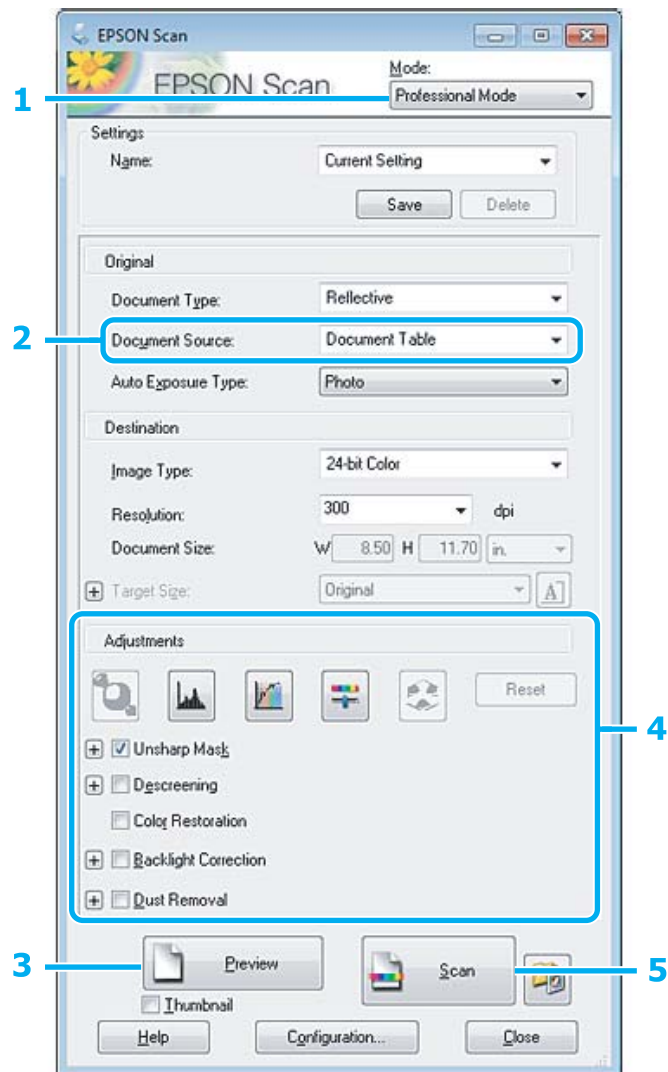 EPSON Scan
EPSON Scan
Mode:
1
Professional Mode
Settings
Name:
Current Setting
Save
Delete
Original
Document Type:
Reflective
2
Document Source:
Document Table
Auto Exposure Type:
Photo
Destination
Image Type:
24-bit Color
Resolution:
300
dpi
Document Size:
W 8.50 H 11.70 in.
Target Size:
Original
A
Adjustments
Reset
4
Unsharp Mask
Descreening
Color Restoration
Backlight Correction
Dust Removal
3
Preview
Scan
5
Thumbnail
Help
Configuration...
Close